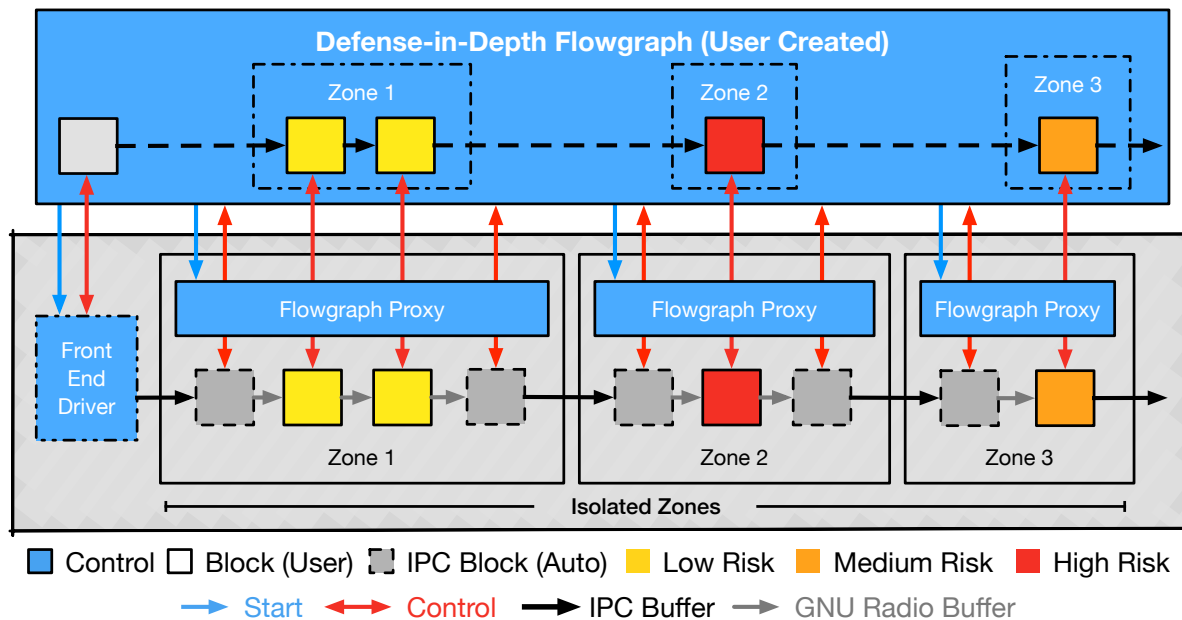 Defense-in-Depth Flowgraph (User Created)
Zone 1
Zone 2
Zone 3
Flowgraph Proxy
Flowgraph Proxy
Flowgraph Proxy
Front
End
Driver
Zone 1
Zone 2
Zone 3
Isolated Zones
Control
Block (User)
IPC Block (Auto)
Low Risk
Medium Risk
High Risk
Start
Control
IPC Buffer
GNU Radio Buffer